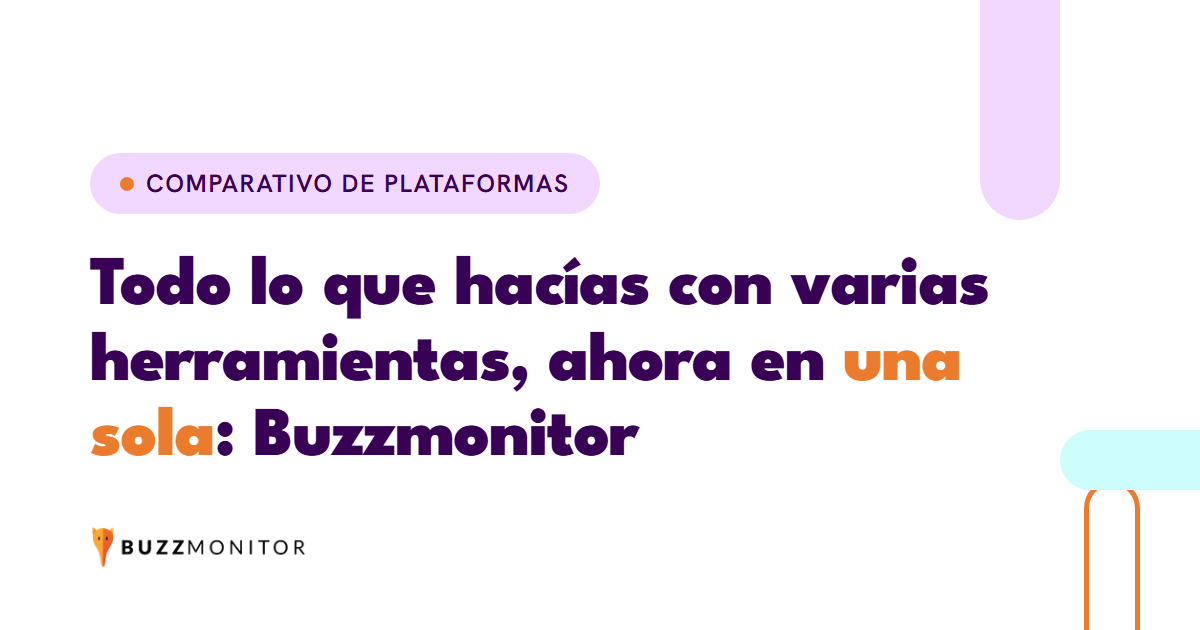 COMPARATIVO DE PLATAFORMAS
Todo lo que hacías con varias
herramientas, ahora en una
sola: Buzzmonitor
BUZZMONITOR